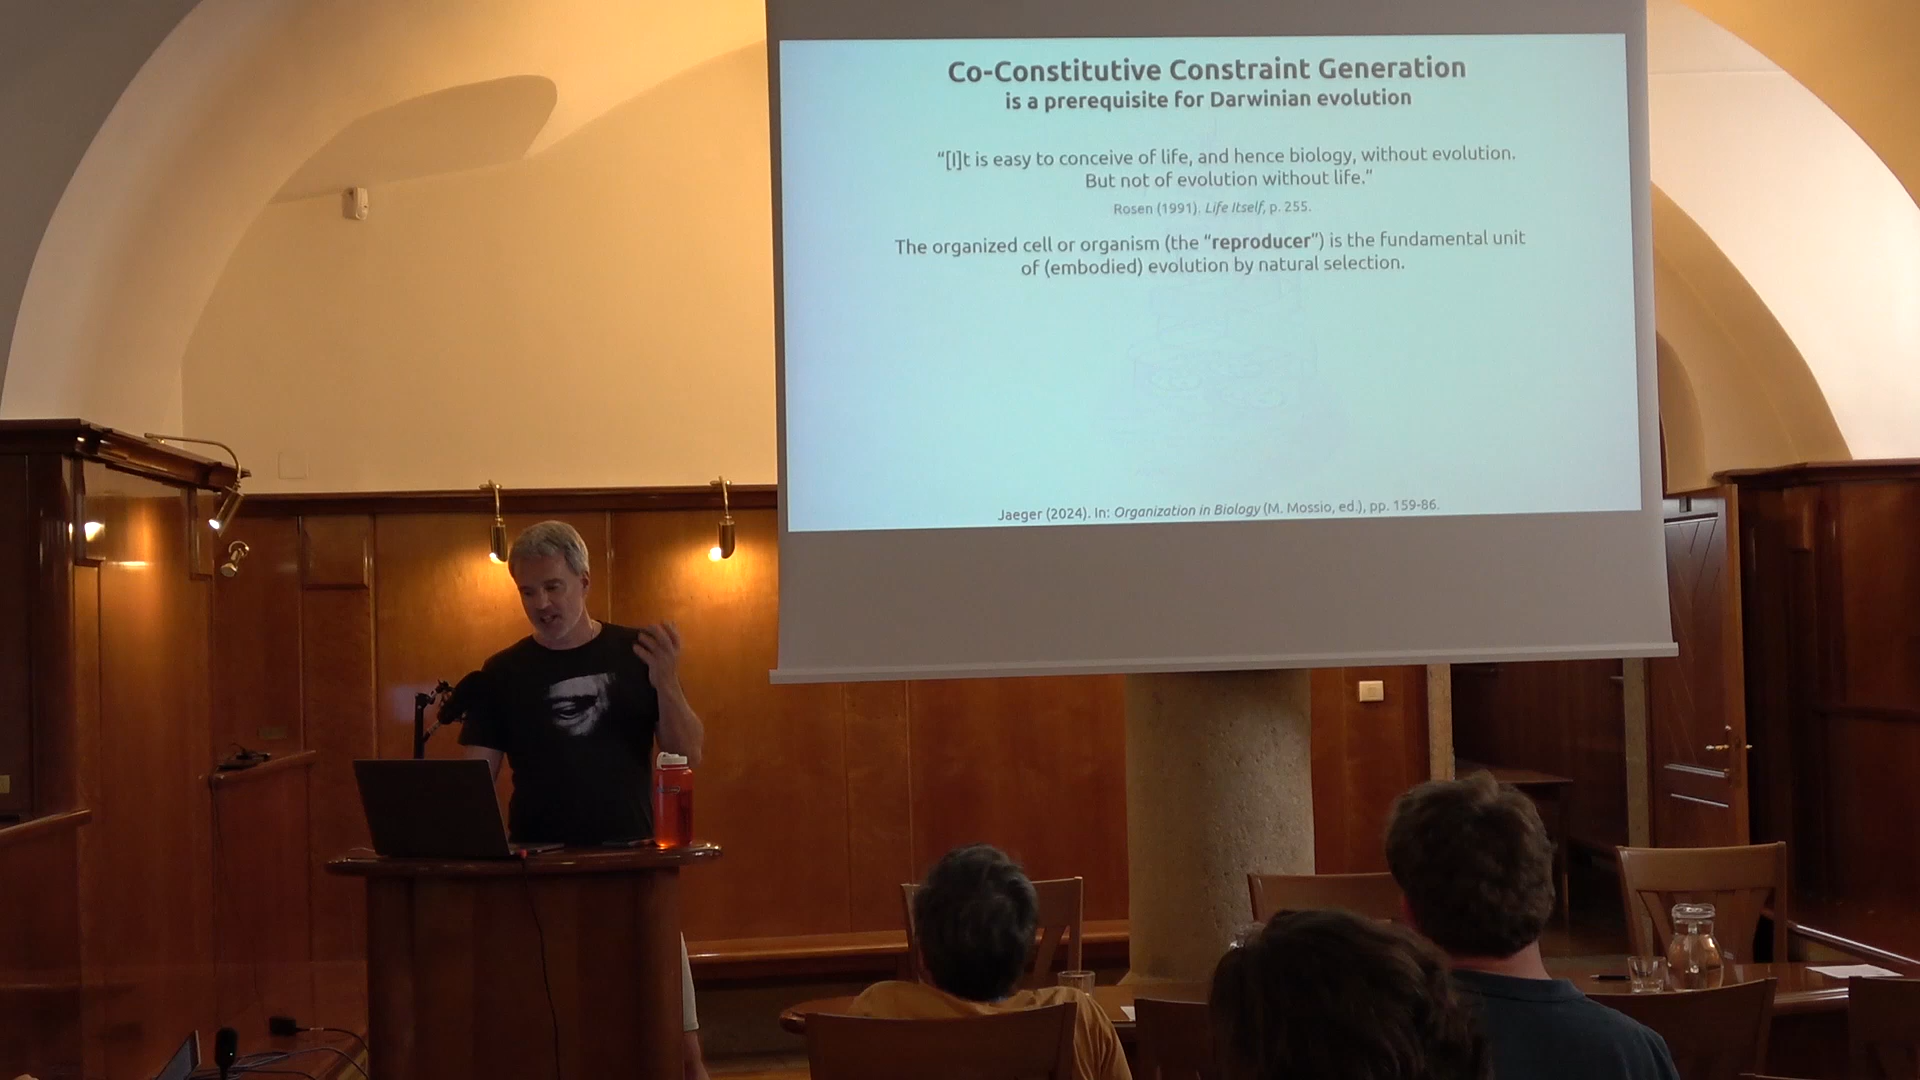 Co-Constitutive Constraint Generation
is a prerequisite for Darwinian evolution
“[I]t is easy to conceive of life, and hence biology, without evolution.
But not of evolution without life.”
Rosen (1991). Life Itself, p. 255.
The organized cell or organism (the “reproducer”) is the fundamental unit
of (embodied) evolution by natural selection.
Jaeger (2024). In: Organization in Biology (M. Mossio, ed.), pp. 159-86.